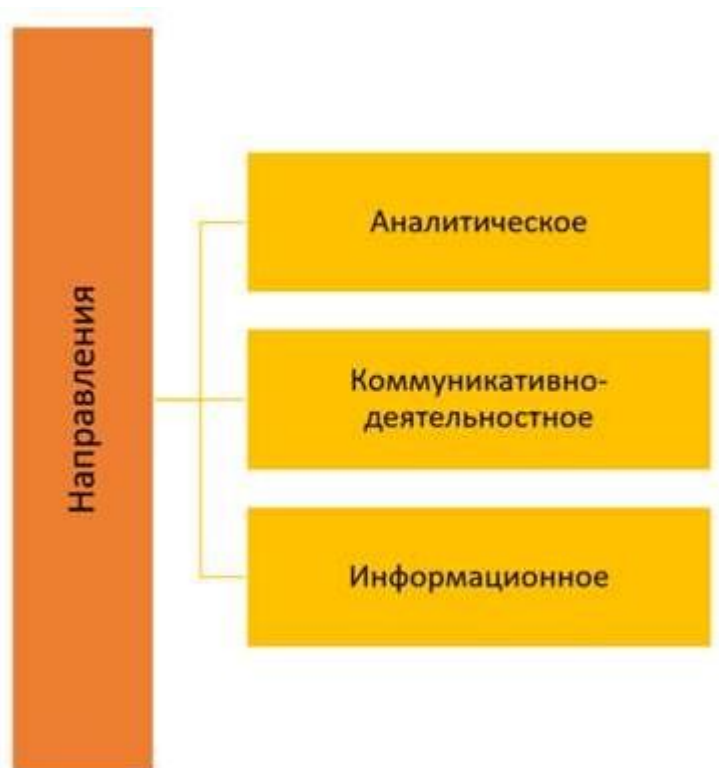 Направления
Аналитическое
Коммуникативно-
деятельностное
Информационное